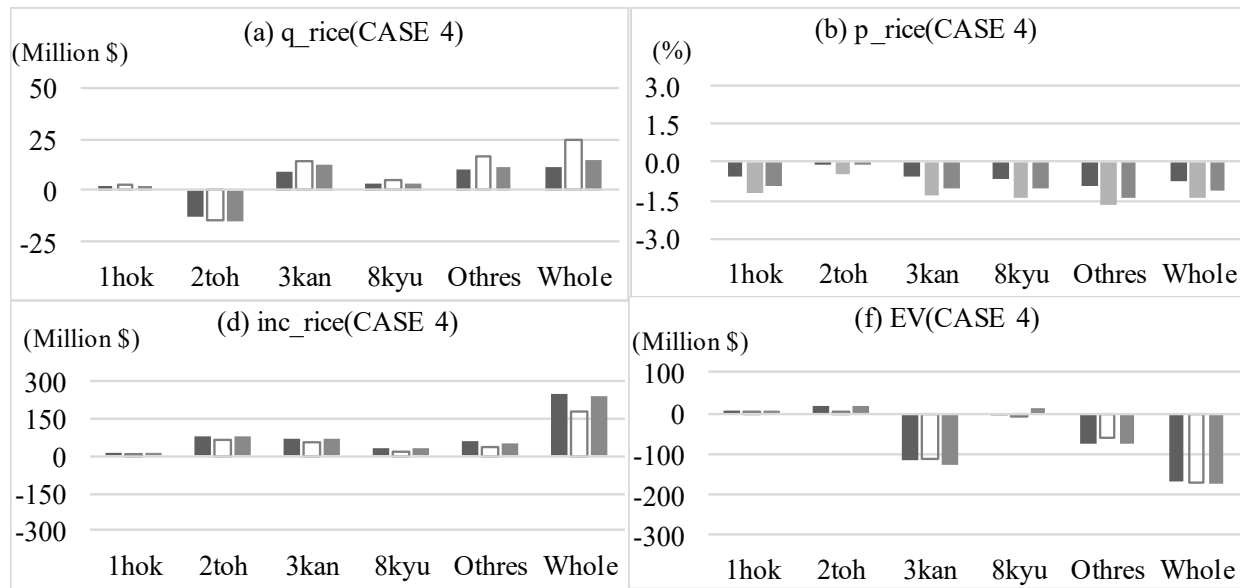 (a) q_rice(CASE 4)
(Million $)
50
25
0
-25
1hok 2toh 3kan 8kyu Othres Whole
(b) p_rice(CASE 4)
(%)
3.0
1.5
0.0
-1.5
-3.0
1hok 2toh 3kan 8kyu Othres Whole
(d) inc_rice(CASE 4)
(Million $)
300
150
0
-150
-300
1hok 2toh 3kan 8kyu Othres Whole
(f) EV(CASE 4)
(Million $)
100
0
-100
-200
-300
1hok 2toh 3kan 8kyu Othres Whole